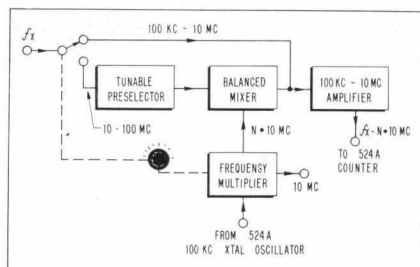 fx
100 KC - 10 MC
TUNABLE
PRESELECTOR
BALANCED
MIXER
100 KC - 10 MC
AMPLIFIER
10 - 100 MC
N • 10 MC
fx - N • 10 MC
TO 524A
COUNTER
FREQUENCY
MULTIPLIER
10 MC
FROM 524A
100 KC XTAL OSCILLATOR